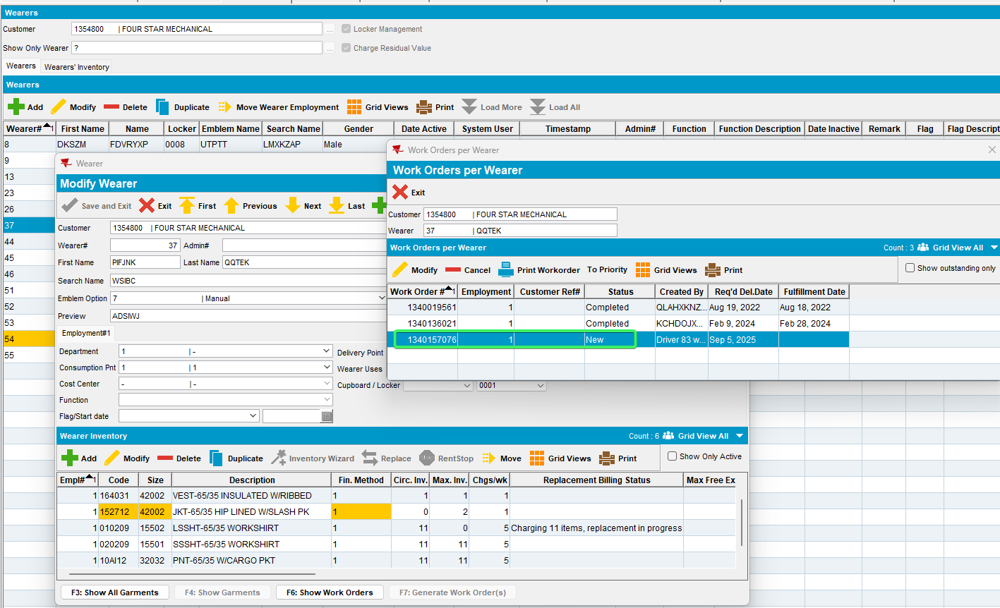 Wearers
Customer 1354800 | FOUR STAR MECHANICAL ... Locker Management
Show Only Wearer ? ... Charge Residual Value
Wearers Wearers' Inventory
Wearers
Add Modify Delete Duplicate Move Wearer Employment Grid Views Print Load More Load All
Wearer# 1 First Name Name Locker Emblem Name Search Name Gender Date Active System User Timestamp Admin# Function Function Description Date Inactive Remark Flag Flag Descript
8 DKSZM FDVRYXP 0008 UTPTT LMXKZAP Male
9
13
23
26
37
44
45
46
51
52
53
54
55
Wearer
Modify Wearer
Save and Exit Exit First Previous Next Last
Customer 1354800 | FOUR STAR MECHANICAL
Wearer# 37 Admin#
First Name PIFJNK Last Name QQTEK
Search Name WSIBC
Emblem Option 7 | Manual
Preview ADSIWJ
Employment#1
Department 1 | - Delivery Point
Consumption Pnt 1 | 1 Wearer Uses
Cost Center - | - Cupboard / Locker 0001
Function
Flag/Start date 16
Wearer Inventory Count : 6 Grid View All
Add Modify Delete Duplicate Inventory Wizard Replace RentStop Move Grid Views Print Show Only Active
Empl# 1 Code Size Description Fin. Method Circ. Inv. Max. Inv. Chgs/wk Replacement Billing Status Max Free Ex
1 164031 42002 VEST-65/35 INSULATED W/RIBBED 1 1 1 1
1 152712 42002 JKT-65/35 HIP LINED W/SLASH PK 1 0 2 1
1 010209 15502 LSSHT-65/35 WORKSHIRT 1 11 0 5 Charging 11 items, replacement in progress
1 020209 15501 SSSHT-65/35 WORKSHIRT 1 11 11 5
1 10AI12 32032 PNT-65/35 W/CARGO PKT 1 11 11 5
F3: Show All Garments F4: Show Garments F6: Show Work Orders F7: Generate Work Order(s)
Work Orders per Wearer
Work Orders per Wearer
Exit
Customer 1354800 | FOUR STAR MECHANICAL
Wearer 37 | QQTEK
Work Orders per Wearer Count : 3 Grid View All
Modify Cancel Print Workorder To Priority Grid Views Print Show outstanding only
Work Order # 1 Employment Customer Ref# Status Created By Req'd Del.Date Fulfillment Date
1340019561 1 Completed QLAHXKNZ... Aug 19, 2022 Aug 18, 2022
1340136021 1 Completed KCHDOJX... Feb 9, 2024 Feb 28, 2024
1340157076 1 New Driver 83 w... Sep 5, 2025